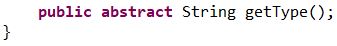 public abstract String getType();
}